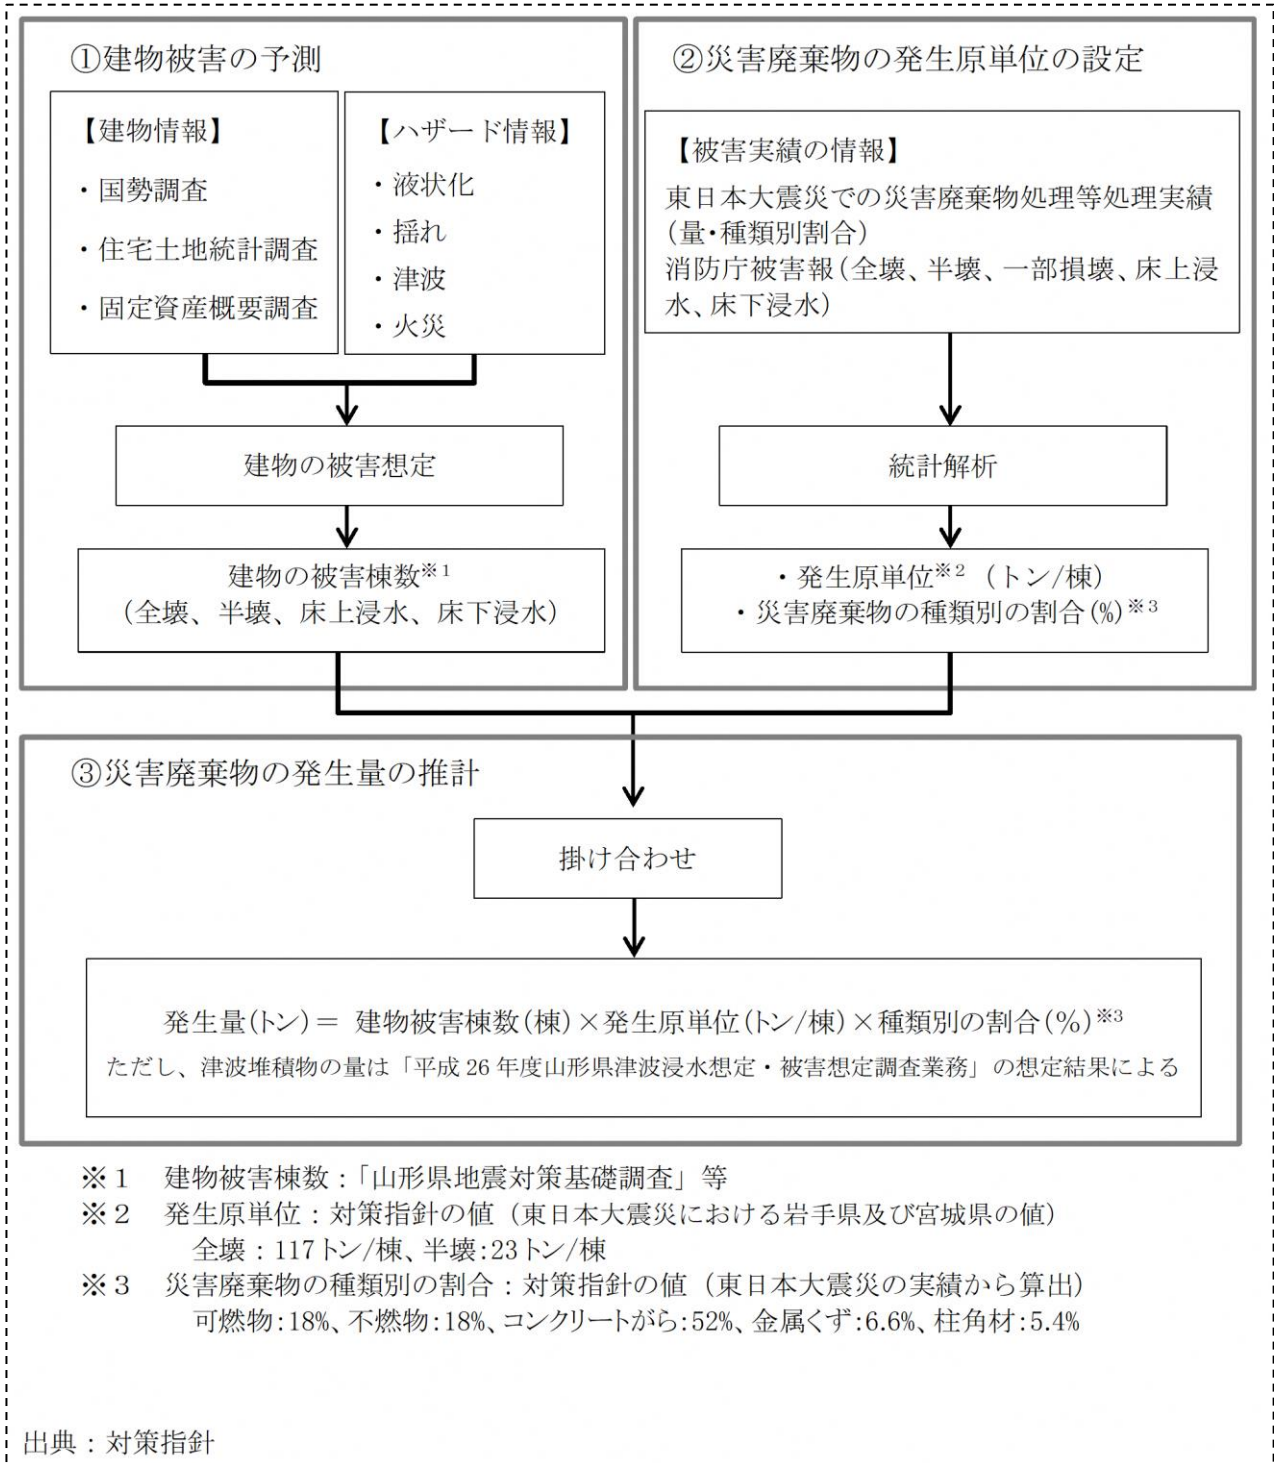 ①建物被害の予測
【建物情報】
・国勢調査
・住宅土地統計調査
・固定資産概要調査
【ハザード情報】
・液状化
・揺れ
・津波
・火災
建物の被害想定
建物の被害棟数※1
(全壊、半壊、床上浸水、床下浸水)
②災害廃棄物の発生原単位の設定
【被害実績の情報】
東日本大震災での災害廃棄物処理等処理実績
(量・種類別割合)
消防庁被害報(全壊、半壊、一部損壊、床上浸
水、床下浸水)
統計解析
・発生原単位※2 (トン/棟)
・災害廃棄物の種類別の割合(%)※3
③災害廃棄物の発生量の推計
掛け合わせ
発生量(トン)= 建物被害棟数(棟)×発生原単位(トン/棟)×種類別の割合(%)※3
ただし、津波堆積物の量は「平成 26 年度山形県津波浸水想定・被害想定調査業務」の想定結果による
※1 建物被害棟数:「山形県地震対策基礎調査」等
※2 発生原単位:対策指針の値(東日本大震災における岩手県及び宮城県の値)
全壊:117トン/棟、半壊:23トン/棟
※3 災害廃棄物の種類別の割合:対策指針の値(東日本大震災の実績から算出)
可燃物:18%、不燃物:18%、コンクリートがら:52%、金属くず:6.6%、柱角材:5.4%
出典:対策指針